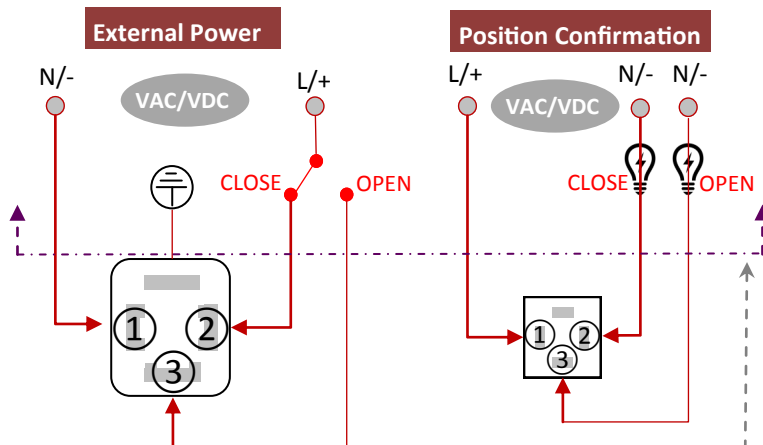 External Power
Position Confirmation
N/-
L/+
L/+
N/-
N/-
VAC/VDC
VAC/VDC
CLOSE
OPEN
CLOSE
OPEN
1
2
3
1
2
3